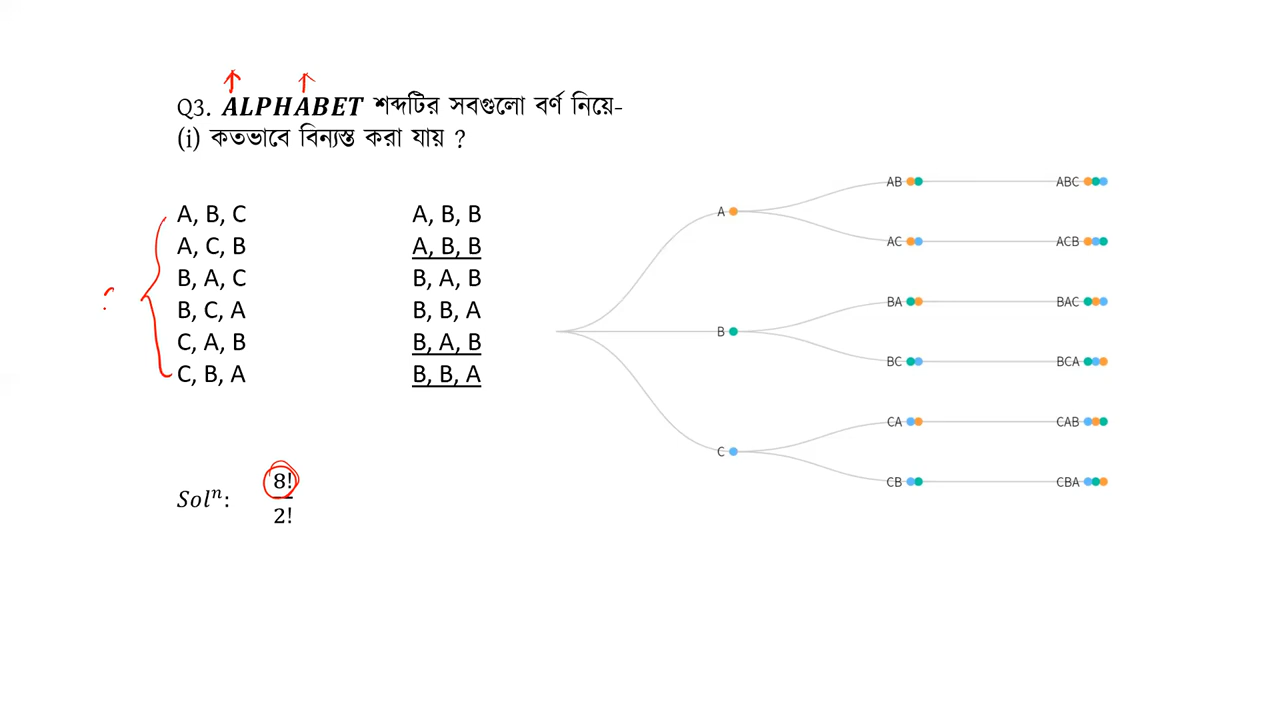 Q3. ALPHABET শব্দটির সবগুলো বর্ণ নিয়ে-
(i) কতভাবে বিন্যস্ত করা যায় ?
A, B, C
A, C, B
B, A, C
B, C, A
C, A, B
C, B, A
A, B, B
A, B, B
B, A, B
B, B, A
B, A, B
B, B, A
Solⁿ: 8!
2!
A
B
C
AB
AC
BA
BC
CA
CB
ABC
ACB
BAC
BCA
CAB
CBA